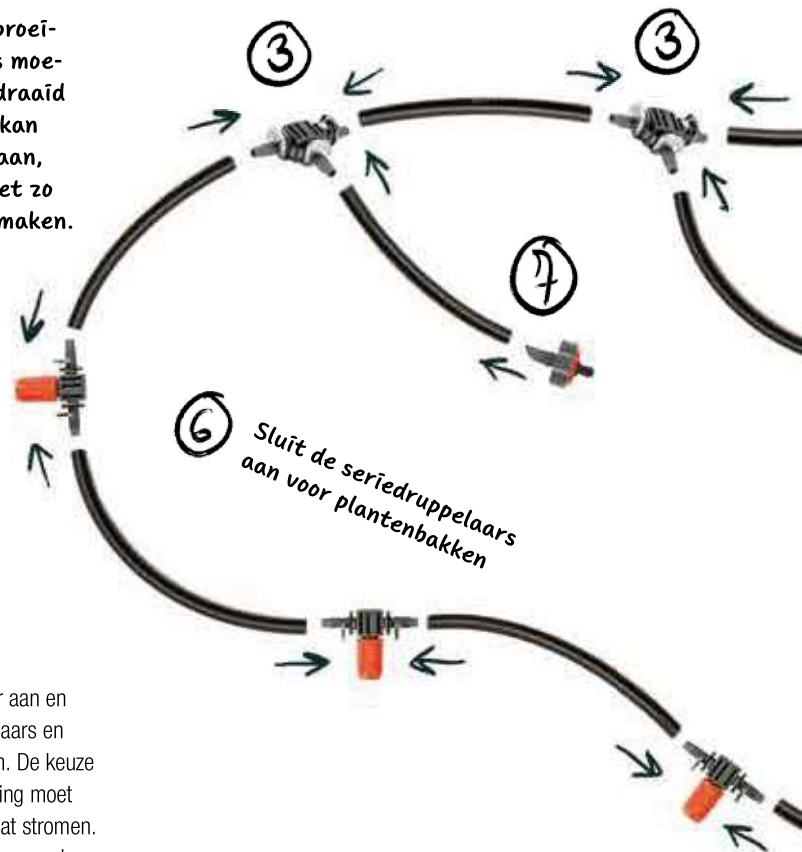 broei-
s moe-
draaid
kan
aan,
et zo
maken.
3
3
7
6
Sluit de seriedruppelaars
aan voor plantenbakken
r aan en
aars en
n. De keuze
ing moet
at stromen.